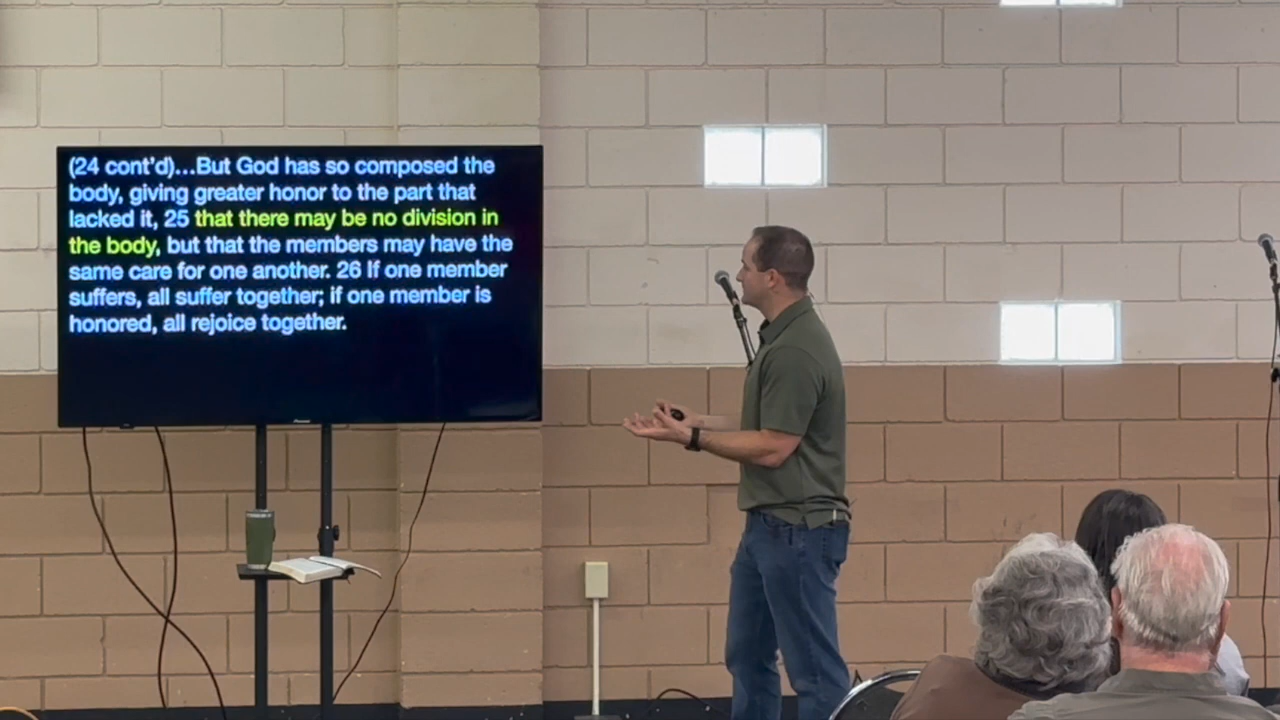 (24 cont'd)...But God has so composed the
body, giving greater honor to the part that
lacked it, 25 that there may be no division in
the body, but that the members may have the
same care for one another. 26 If one member
suffers, all suffer together; if one member is
honored, all rejoice together.